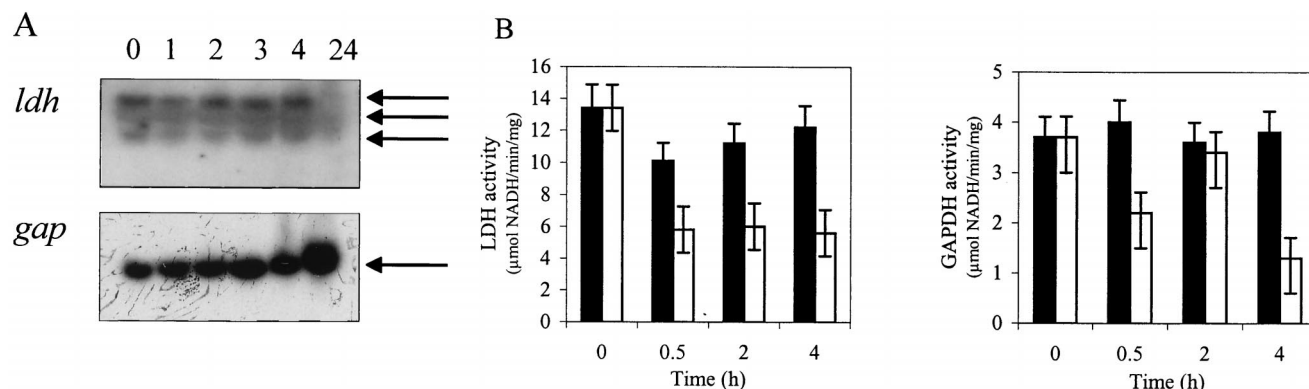 A
0 1 2 3 4 24
ldh
gap
B
16
14
12
10
8
6
4
2
0
LDH activity
(µmol NADH/min/mg)
0 0.5 2 4
Time (h)
5
4
3
2
1
0
GAPDH activity
(µmol NADH/min/mg)
0 0.5 2 4
Time (h)